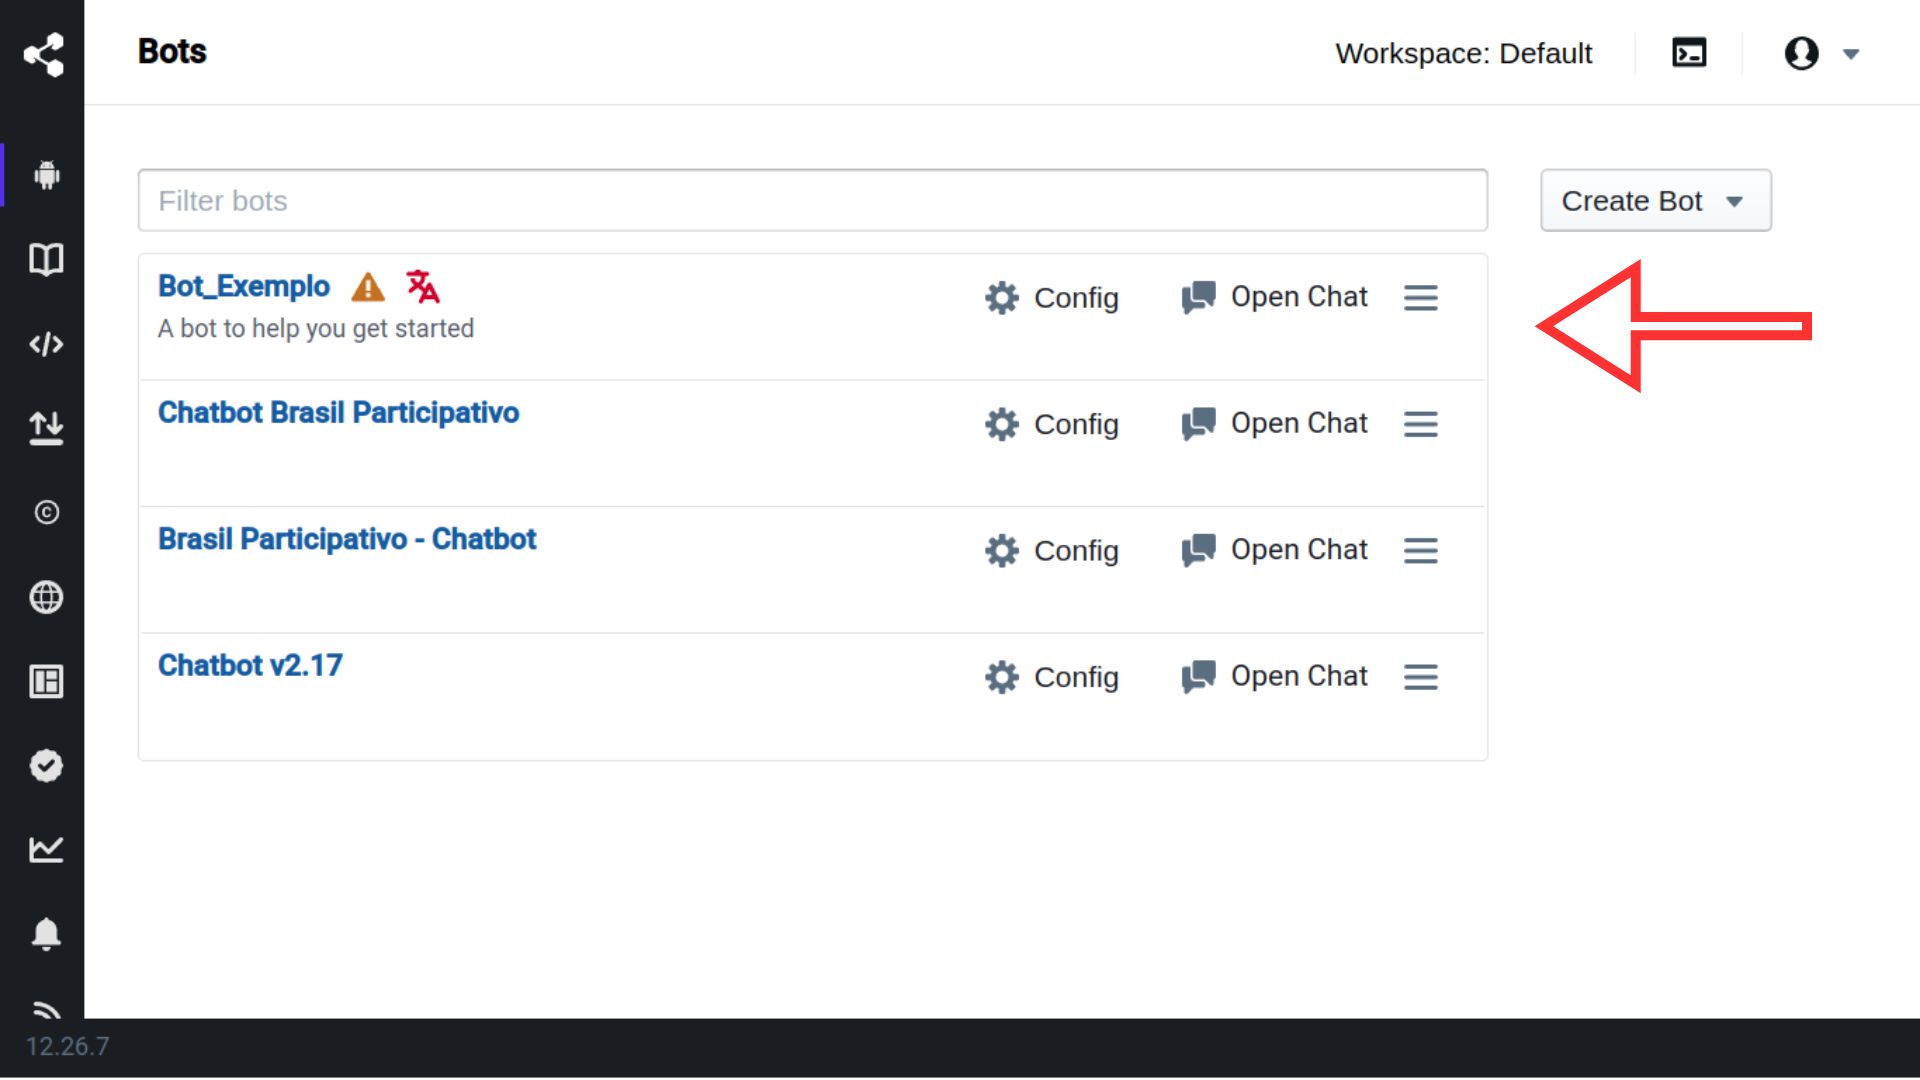 Bots
Workspace: Default
Filter bots
Create Bot
Bot_Exemplo
A bot to help you get started
Config
Open Chat
Chatbot Brasil Participativo
Config
Open Chat
Brasil Participativo - Chatbot
Config
Open Chat
Chatbot v2.17
Config
Open Chat
12.26.7